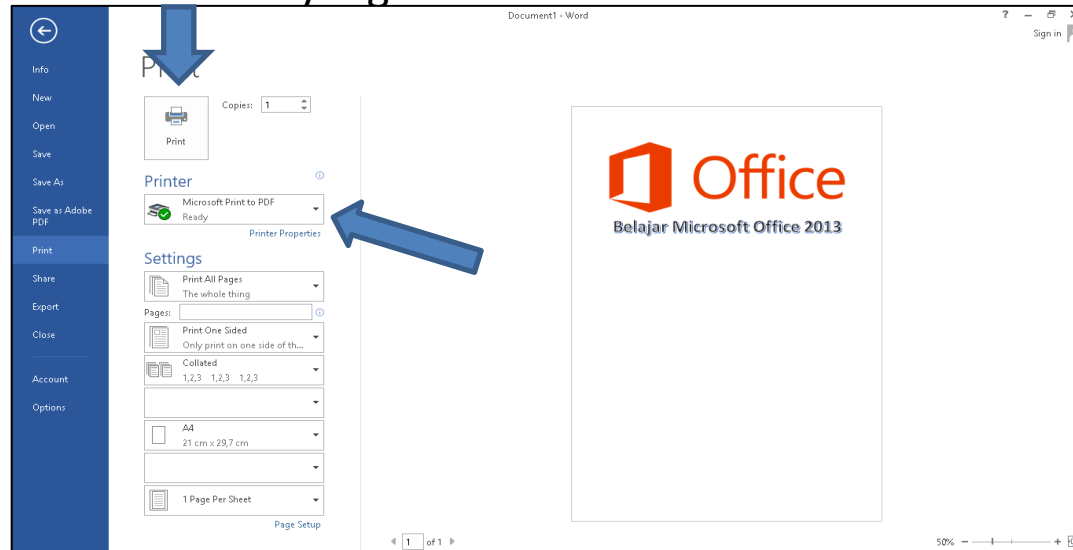 Document1 - Word
?
Sign in
Info
New
Open
Save
Save As
Save as Adobe
PDF
Print
Share
Export
Close
Account
Options
Copies: 1
Print
Printer
Microsoft Print to PDF
Ready
Printer Properties
Settings
Print All Pages
The whole thing
Pages:
Print One Sided
Only print on one side of th...
Collated
1,2,3 1,2,3 1,2,3
A4
21 cm x 29,7 cm
1 Page Per Sheet
Page Setup
Office
Belajar Microsoft Office 2013
1 of 1
50%